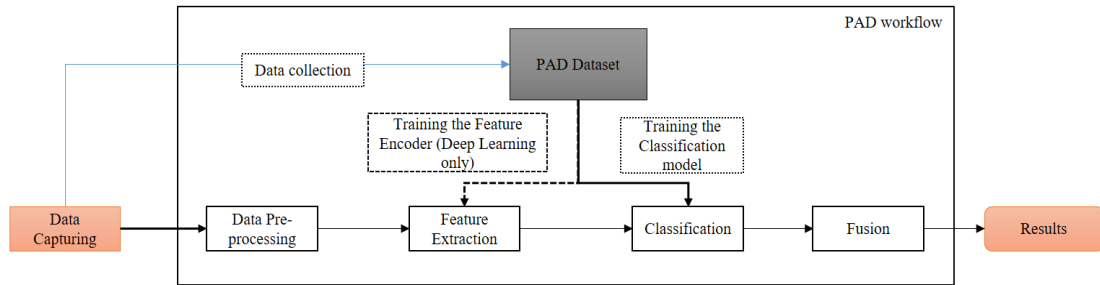 PAD workflow
Data collection
PAD Dataset
Training the Feature
Encoder (Deep Learning
only)
Training the
Classification
model
Data
Capturing
Data Pre-
processing
Feature
Extraction
Classification
Fusion
Results